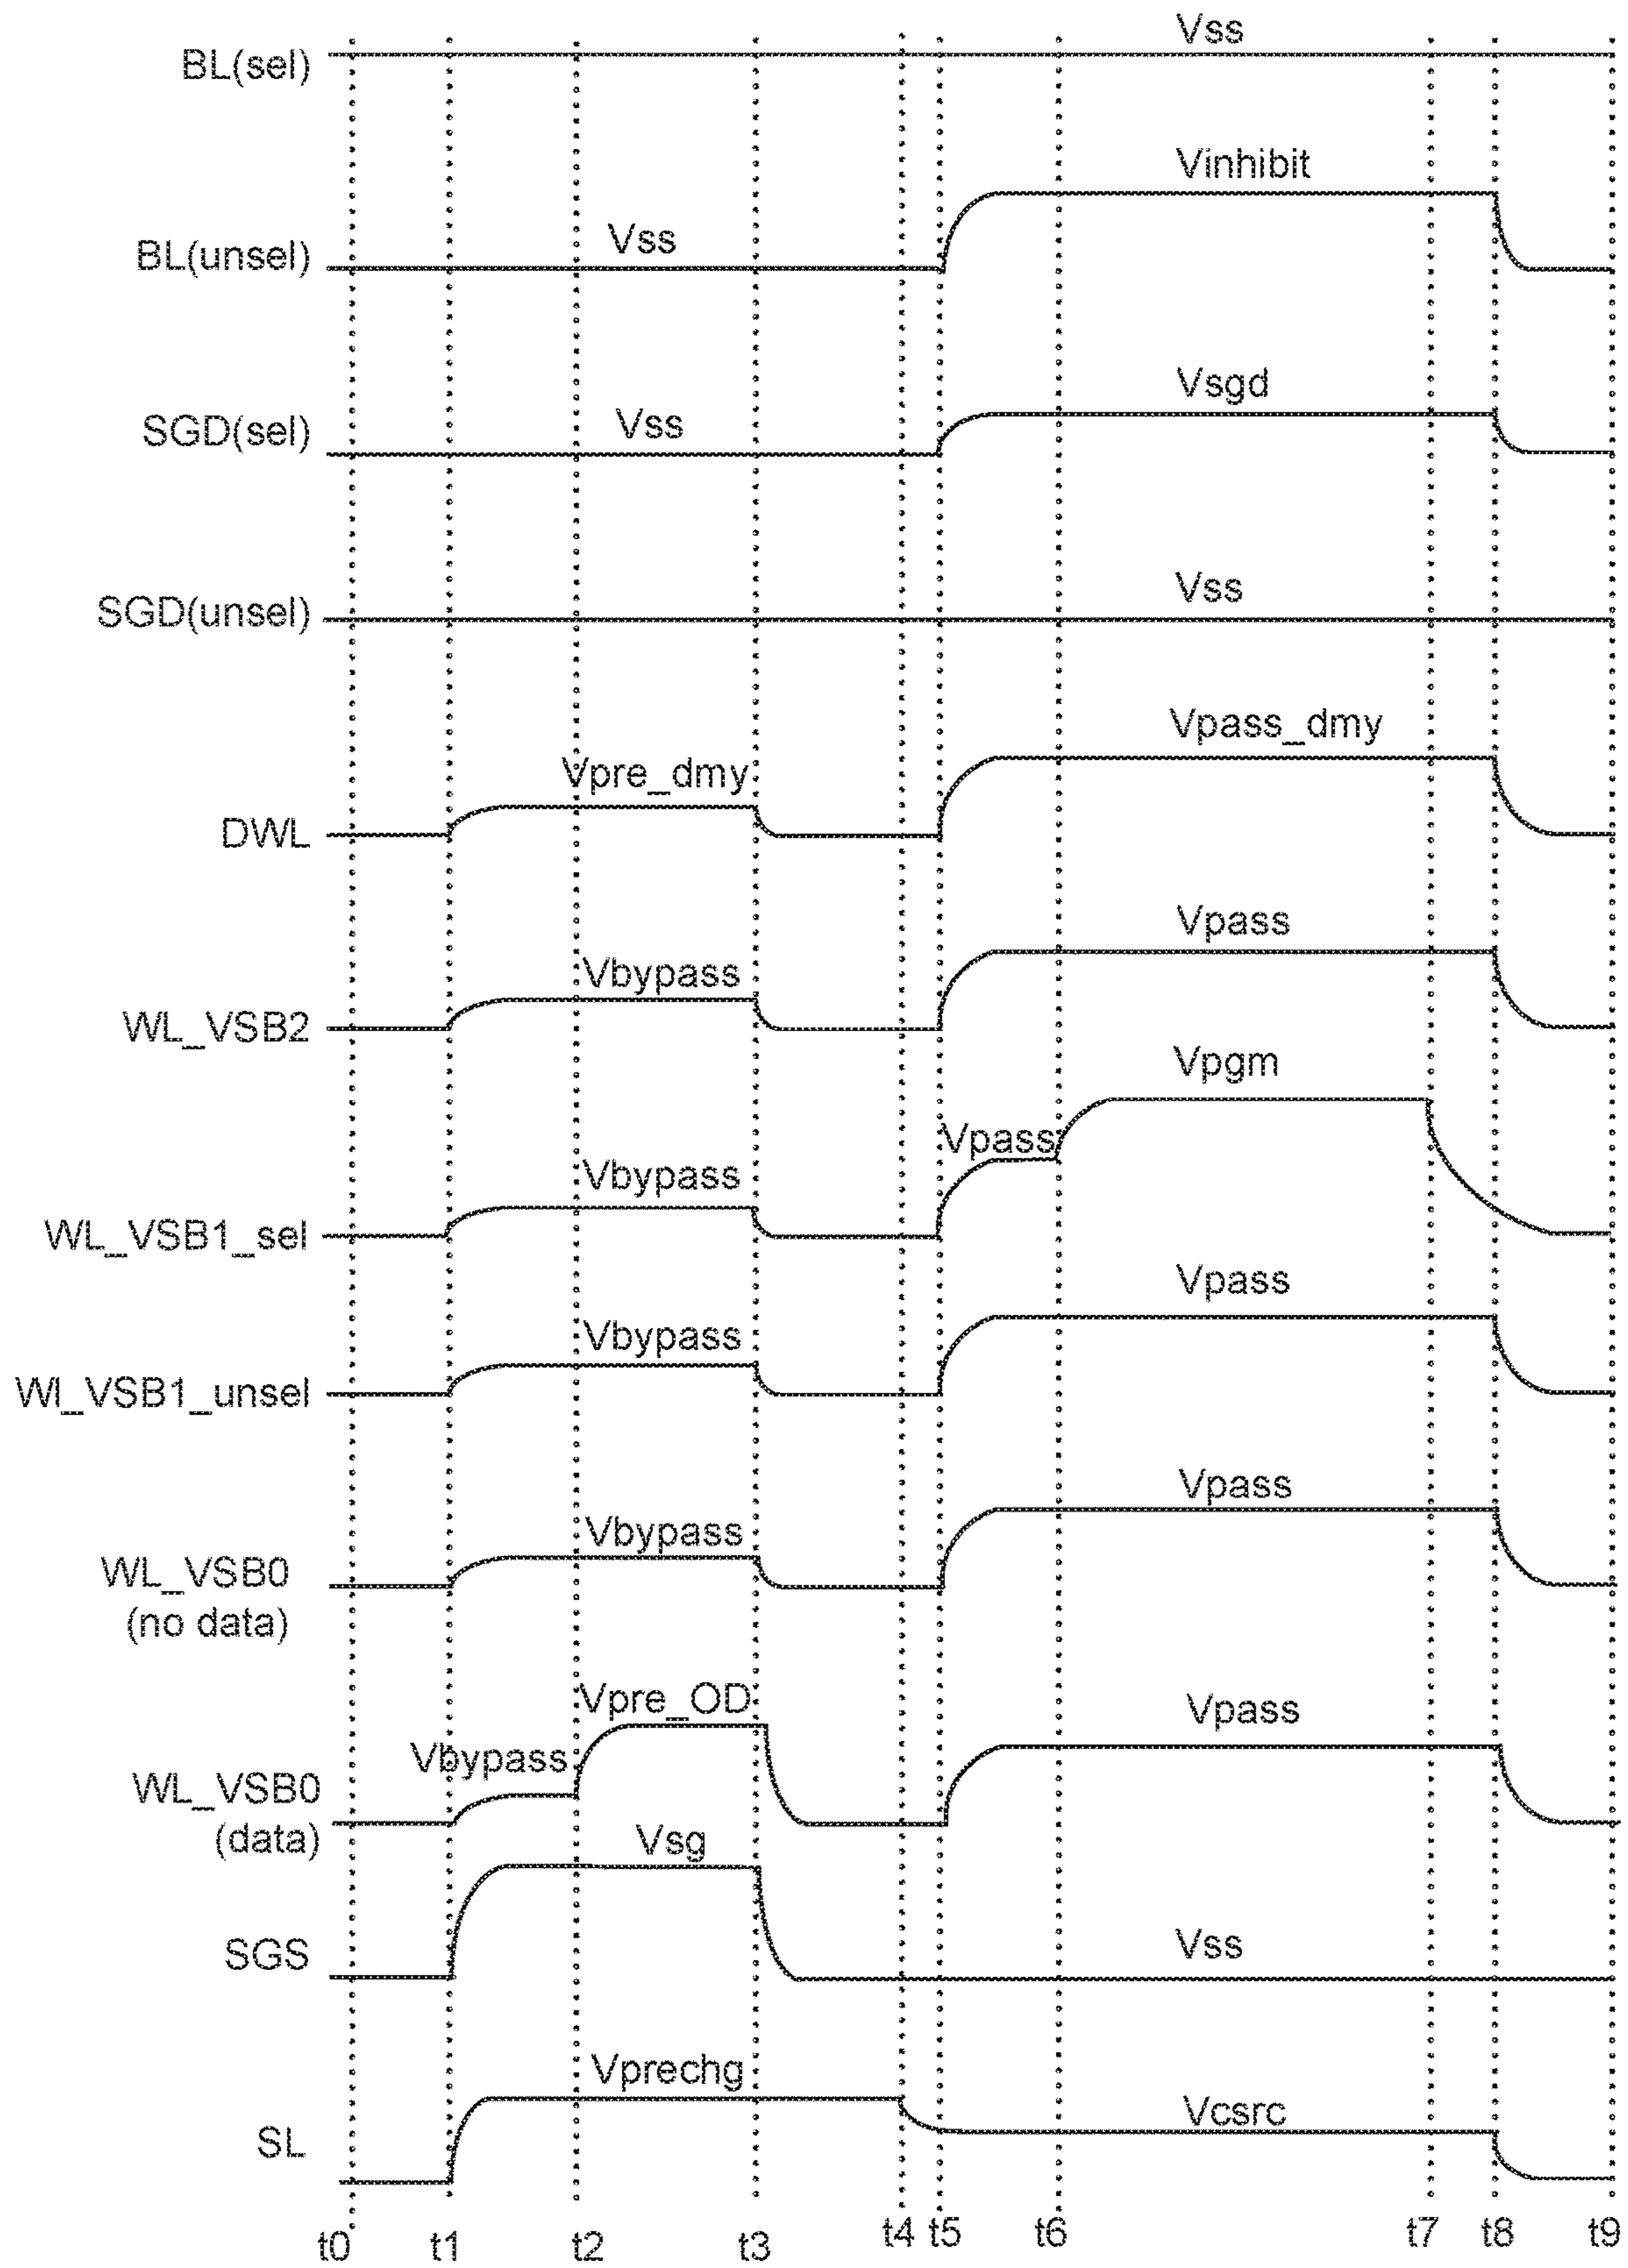 Vss
BL(sel)
Vinhibit
BL(unsel)
Vss
Vsgd
SGD(sel)
Vss
Vss
SGD(unsel)
Vpass_dmy
Vpre_dmy
DWL
Vpass
Vbypass
WL_VSB2
Vpgm
Vpass
Vbypass
WL_VSB1_sel
Vpass
Vbypass
Wl_VSB1_unsel
Vpass
Vbypass
WL_VSB0
(no data)
Vpre_OD
Vpass
Vbypass
WL_VSB0
(data)
Vsg
SGS
Vss
Vprechg
Vcsrc
SL
t0 t1 t2 t3 t4 t5 t6 t7 t8 t9